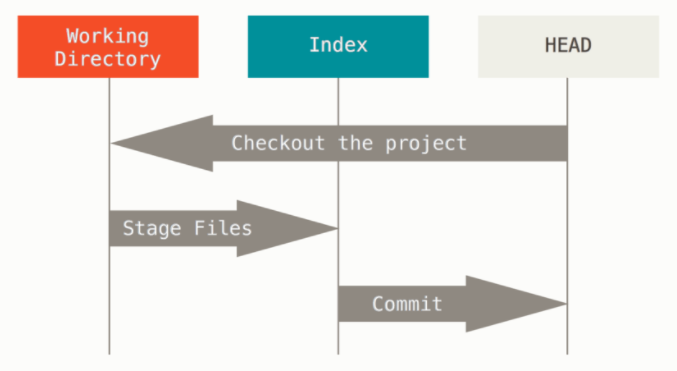 Working
Directory
Index
HEAD
Checkout the project
Stage Files
Commit